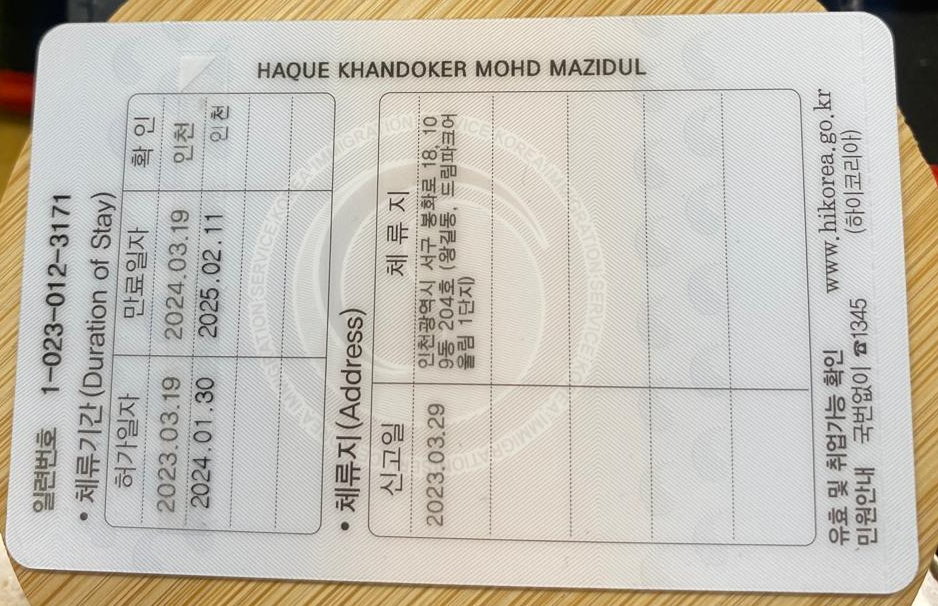 HAQUE KHANDOKER MOHD MAZIDUL
일련번호 1-023-012-3171
• 체류기간(Duration of Stay)
허가일자 만료일자 확 인
2023.03.19 2024.03.19 인천
2024.01.30 2025.02.11 인천
• 체류지(Address)
신고일 체 류 지
2023.03.29 인천광역시 서구 봉화로 18, 10
9동 204호 (왕길동, 드림파크어
울림 1단지)
유효 및 취업가능 확인 www.hikorea.go.kr
민원안내 국번없이 ☎1345 (하이코리아)
IMMIGRATION SERVICE KOREA IMMIGRATION SERVICE KOREA IMMIGRATION